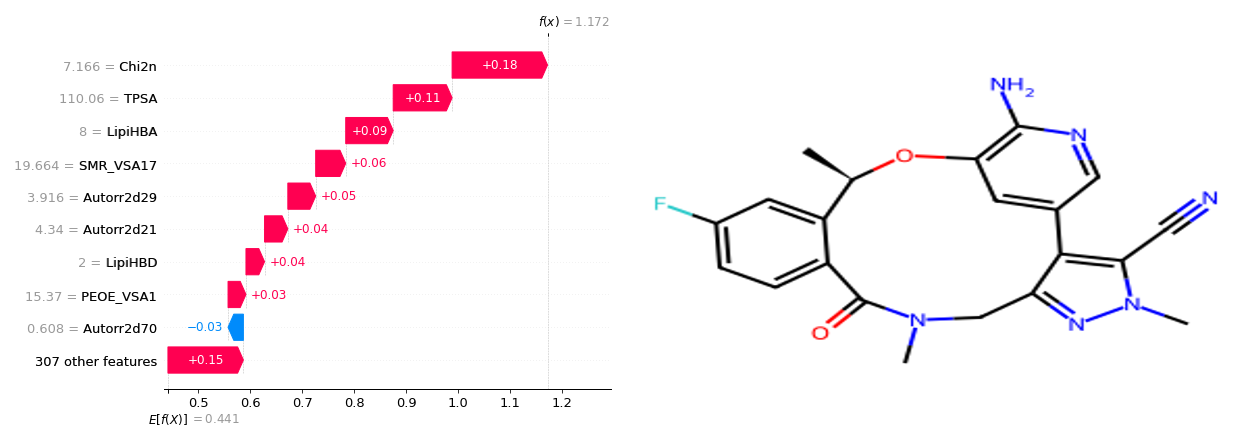 f(x) = 1.172
7.166 = Chi2n
+0.18
110.06 = TPSA
+0.11
8 = LipiHBA
+0.09
19.664 = SMR_VSA17
+0.06
3.916 = Autorr2d29
+0.05
4.34 = Autorr2d21
+0.04
2 = LipiHBD
+0.04
15.37 = PEOE_VSA1
+0.03
0.608 = Autorr2d70
−0.03
307 other features
+0.15
0.5 0.6 0.7 0.8 0.9 1.0 1.1 1.2
E[f(X)] = 0.441
NH2
N
O
F
N
N
O
N
N